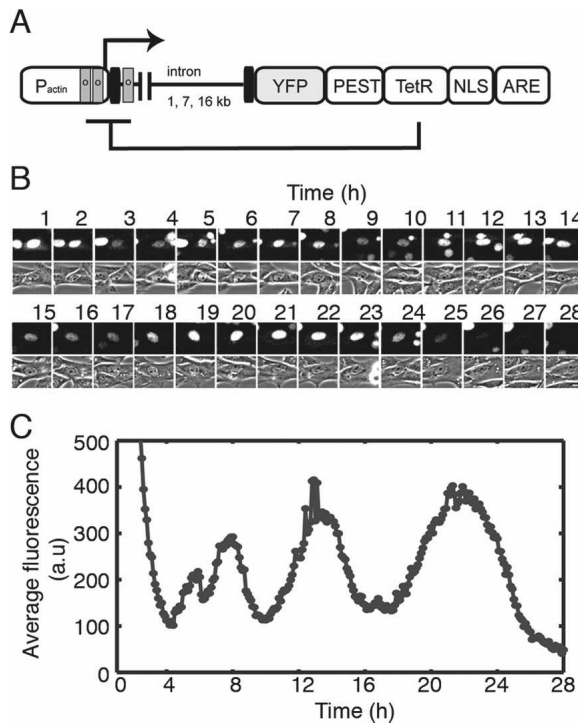 A
P actin
o o o
intron
1, 7, 16 kb
YFP PEST TetR NLS ARE
B
Time (h)
1 2 3 4 5 6 7 8 9 10 11 12 13 14
15 16 17 18 19 20 21 22 23 24 25 26 27 28
C
Average fluorescence
(a.u)
500
400
300
200
100
0
0 4 8 12 16 20 24 28
Time (h)